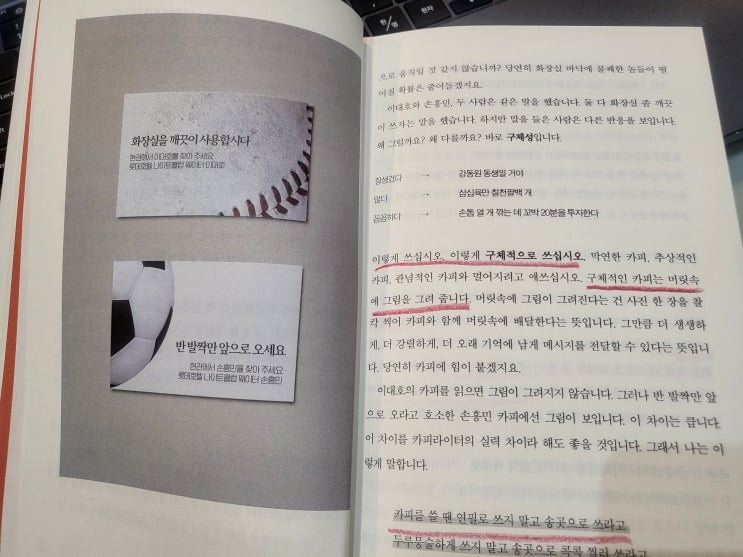 화장실을 깨끗이 사용합시다
현관에서 이대호를 찾아 주세요
롯데호텔 나이트클럽 웨이터 이대호
반 발짝만 앞으로 오세요
현관에서 손흥민을 찾아 주세요
롯데호텔 나이트클럽 웨이터 손흥민
으로 움직일 것 같지 않습니까? 당연히 화장실 바닥에 불쾌한 놈들이 떨
어질 확률은 줄어들겠지요.
이대호와 손흥민, 두 사람은 같은 말을 했습니다. 둘 다 화장실 좀 깨끗
이 쓰자는 말을 했습니다. 하지만 말을 들은 사람은 다른 반응을 보입니다.
왜 그럴까요? 왜 다를까요? 바로 구체성입니다.
잘생겼다 → 강동원 동생일 거야
많다 → 삼십육만 칠천팔백 개
꼼꼼하다 → 손톱 열 개 깎는 데 꼬박 20분을 투자한다
이렇게 쓰십시오. 이렇게 구체적으로 쓰십시오. 막연한 카피, 추상적인
카피, 관념적인 카피와 멀어지려고 애쓰십시오. 구체적인 카피는 머릿속
에 그림을 그려 줍니다. 머릿속에 그림이 그려진다는 건 사진 한 장을 찰
칵 찍어 카피와 함께 머릿속에 배달한다는 뜻입니다. 그만큼 더 생생하
게, 더 강렬하게, 더 오래 기억에 남게 메시지를 전달할 수 있다는 뜻입니
다. 당연히 카피에 힘이 붙겠지요.
이대호의 카피를 읽으면 그림이 그려지지 않습니다. 그러나 반 발짝만 앞
으로 오라고 호소한 손흥민 카피에선 그림이 보입니다. 이 차이는 큽니다.
이 차이를 카피라이터의 실력 차이라 해도 좋을 것입니다. 그래서 나는 이
렇게 말합니다.
카피를 쓸 땐 연필로 쓰지 말고 송곳으로 쓰라고
두루뭉술하게 쓰지 말고 송곳으로 콕콕 찔러 쓰라고
한/영
한자
Lock